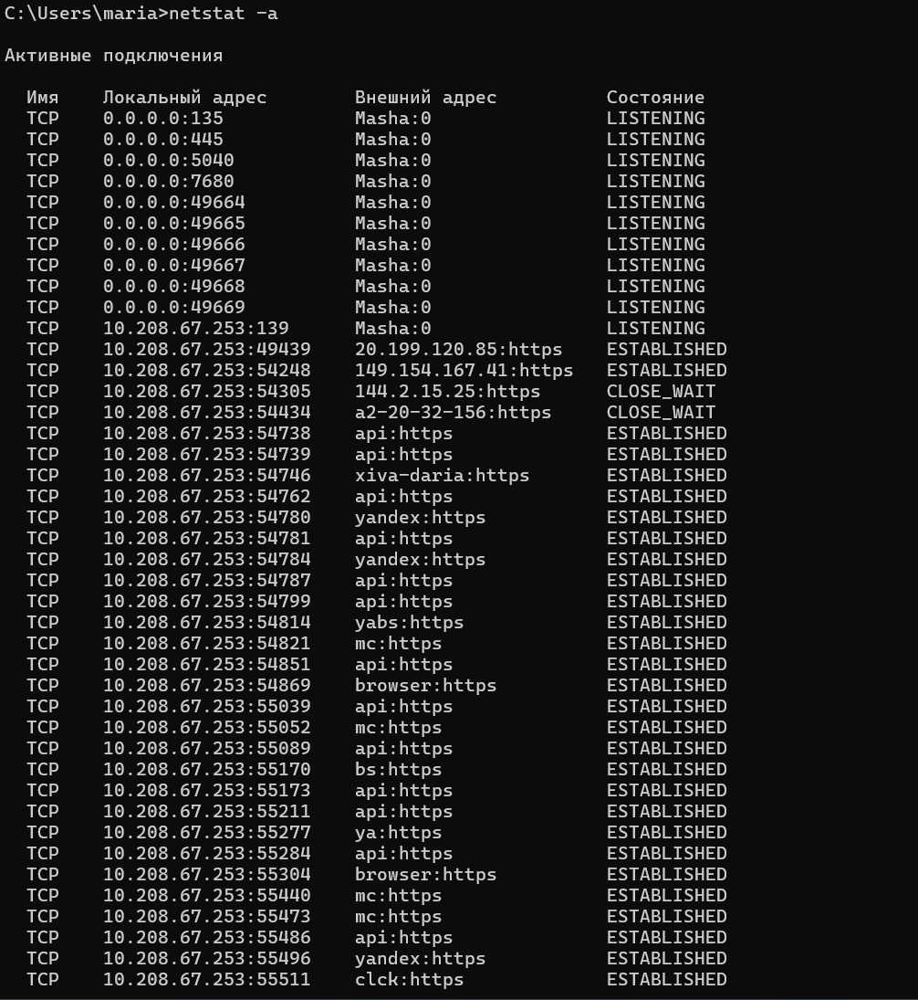 C:\Users\maria>netstat -a
Активные подключения
Имя Локальный адрес Внешний адрес Состояние
TCP 0.0.0.0:135 Masha:0 LISTENING
TCP 0.0.0.0:445 Masha:0 LISTENING
TCP 0.0.0.0:5040 Masha:0 LISTENING
TCP 0.0.0.0:7680 Masha:0 LISTENING
TCP 0.0.0.0:49664 Masha:0 LISTENING
TCP 0.0.0.0:49665 Masha:0 LISTENING
TCP 0.0.0.0:49666 Masha:0 LISTENING
TCP 0.0.0.0:49667 Masha:0 LISTENING
TCP 0.0.0.0:49668 Masha:0 LISTENING
TCP 0.0.0.0:49669 Masha:0 LISTENING
TCP 10.208.67.253:139 Masha:0 LISTENING
TCP 10.208.67.253:49439 20.199.120.85:https ESTABLISHED
TCP 10.208.67.253:54248 149.154.167.41:https ESTABLISHED
TCP 10.208.67.253:54305 144.2.15.25:https CLOSE_WAIT
TCP 10.208.67.253:54434 a2-20-32-156:https CLOSE_WAIT
TCP 10.208.67.253:54738 api:https ESTABLISHED
TCP 10.208.67.253:54739 api:https ESTABLISHED
TCP 10.208.67.253:54746 xiva-daria:https ESTABLISHED
TCP 10.208.67.253:54762 api:https ESTABLISHED
TCP 10.208.67.253:54780 yandex:https ESTABLISHED
TCP 10.208.67.253:54781 api:https ESTABLISHED
TCP 10.208.67.253:54784 yandex:https ESTABLISHED
TCP 10.208.67.253:54787 api:https ESTABLISHED
TCP 10.208.67.253:54799 api:https ESTABLISHED
TCP 10.208.67.253:54814 yabs:https ESTABLISHED
TCP 10.208.67.253:54821 mc:https ESTABLISHED
TCP 10.208.67.253:54851 api:https ESTABLISHED
TCP 10.208.67.253:54869 browser:https ESTABLISHED
TCP 10.208.67.253:55039 api:https ESTABLISHED
TCP 10.208.67.253:55052 mc:https ESTABLISHED
TCP 10.208.67.253:55089 api:https ESTABLISHED
TCP 10.208.67.253:55170 bs:https ESTABLISHED
TCP 10.208.67.253:55173 api:https ESTABLISHED
TCP 10.208.67.253:55211 api:https ESTABLISHED
TCP 10.208.67.253:55277 ya:https ESTABLISHED
TCP 10.208.67.253:55284 api:https ESTABLISHED
TCP 10.208.67.253:55304 browser:https ESTABLISHED
TCP 10.208.67.253:55440 mc:https ESTABLISHED
TCP 10.208.67.253:55473 mc:https ESTABLISHED
TCP 10.208.67.253:55486 api:https ESTABLISHED
TCP 10.208.67.253:55496 yandex:https ESTABLISHED
TCP 10.208.67.253:55511 clck:https ESTABLISHED